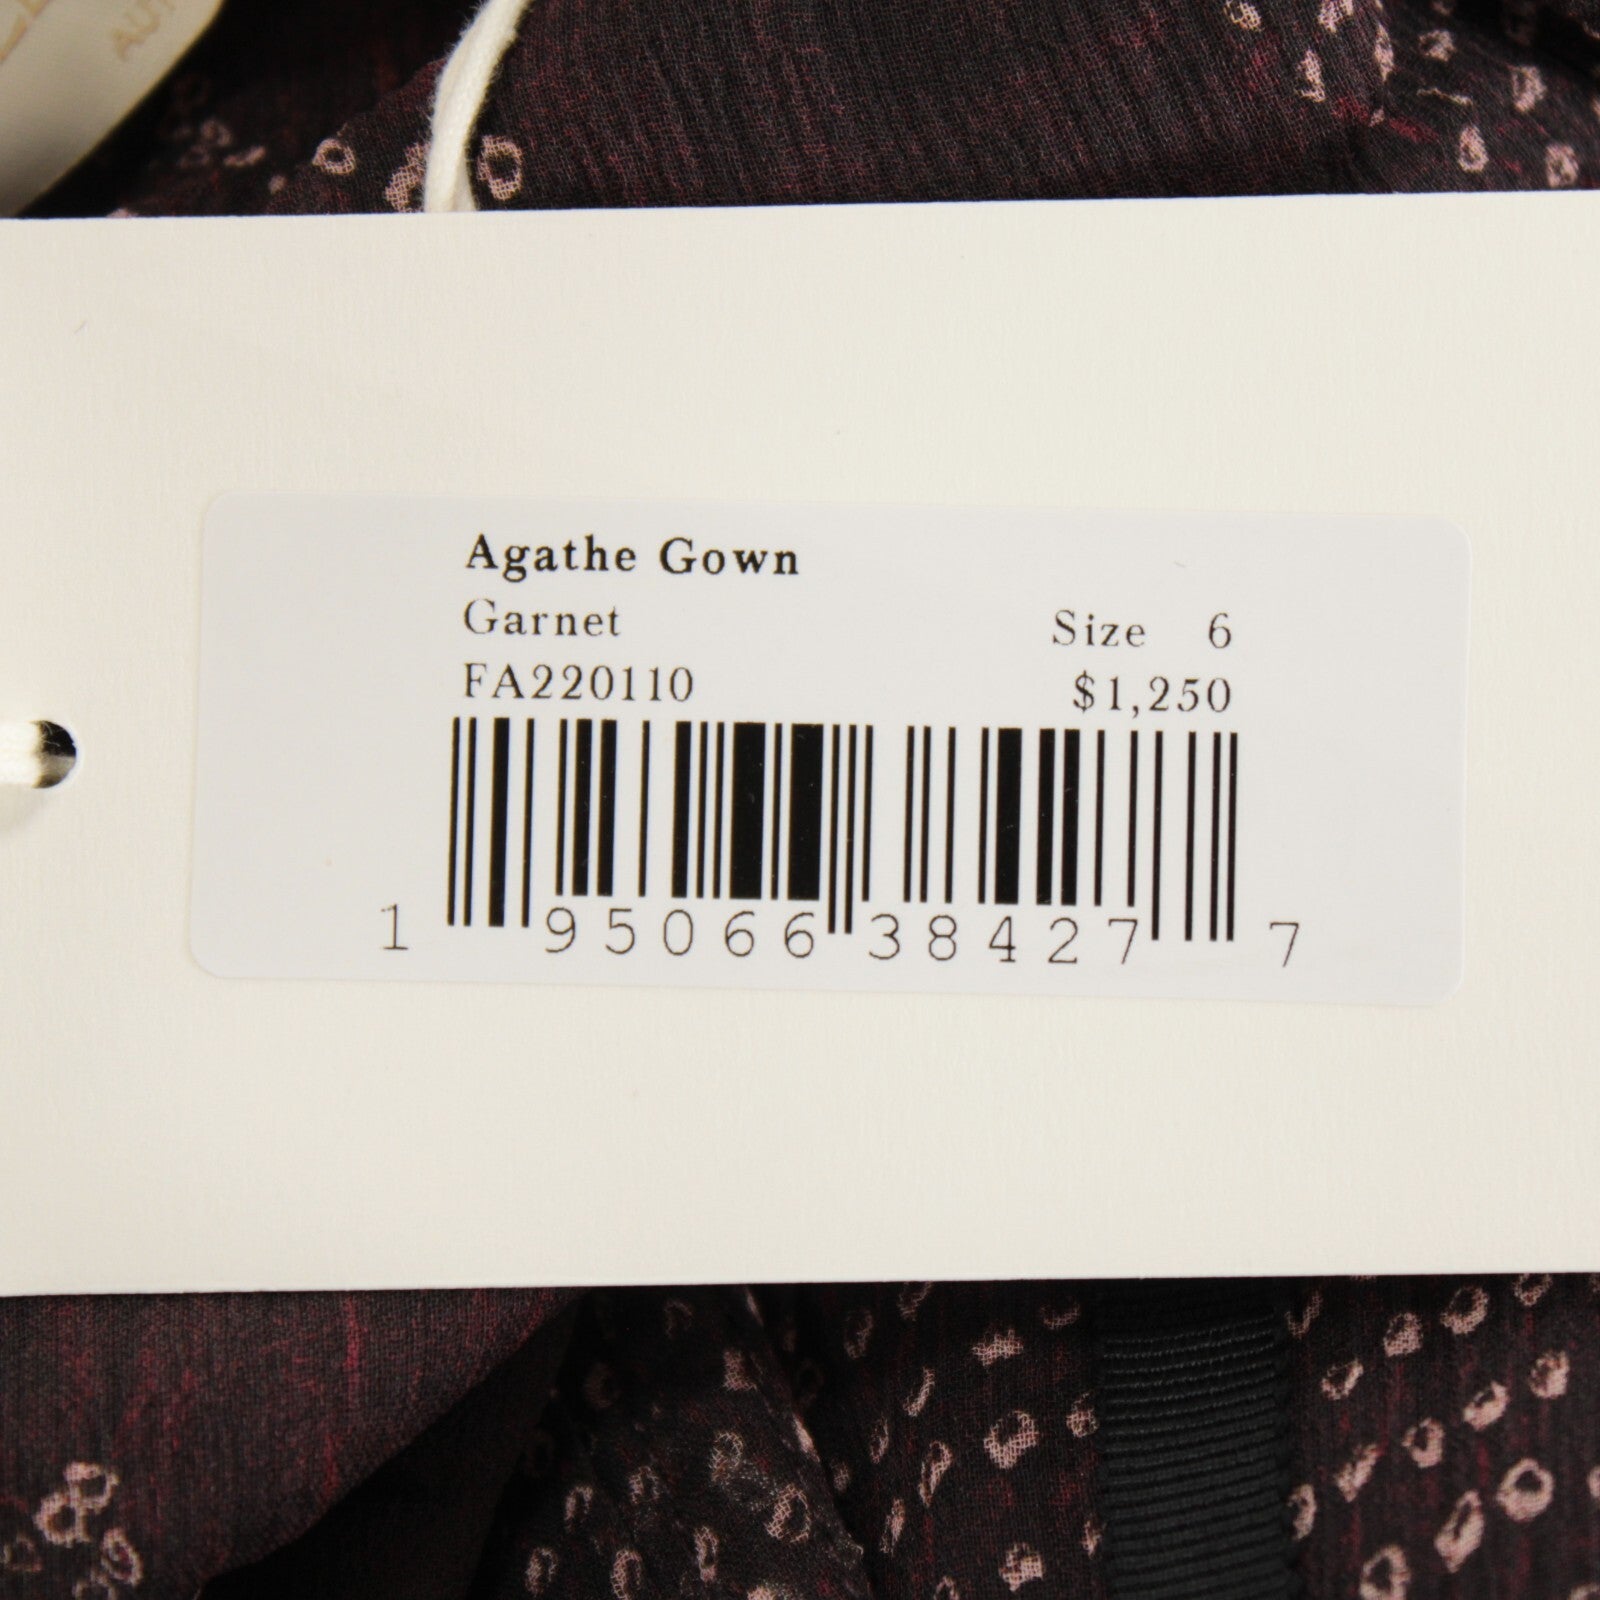 Agathe Gown
Garnet Size 6
FA220110 $1,250
1 95066 38427 7